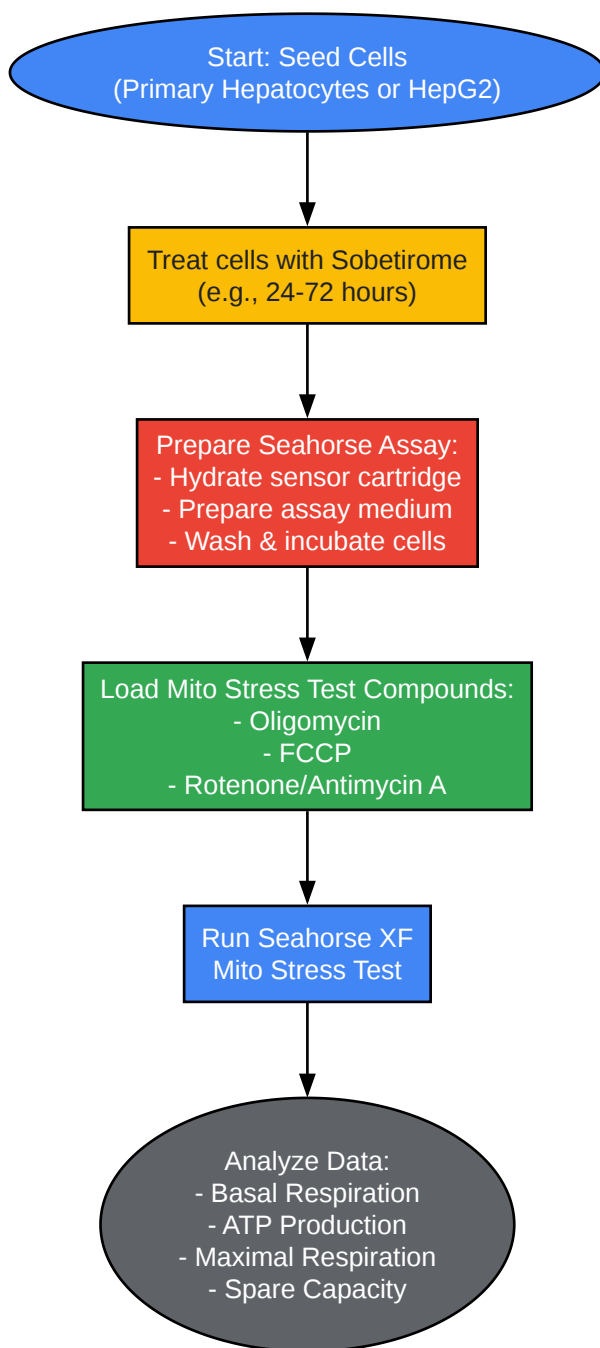 Start: Seed Cells
(Primary Hepatocytes or HepG2)
Treat cells with Sobetirome
(e.g., 24-72 hours)
Prepare Seahorse Assay:
- Hydrate sensor cartridge
- Prepare assay medium
- Wash & incubate cells
Load Mito Stress Test Compounds:
- Oligomycin
- FCCP
- Rotenone/Antimycin A
Run Seahorse XF
Mito Stress Test
Analyze Data:
- Basal Respiration
- ATP Production
- Maximal Respiration
- Spare Capacity